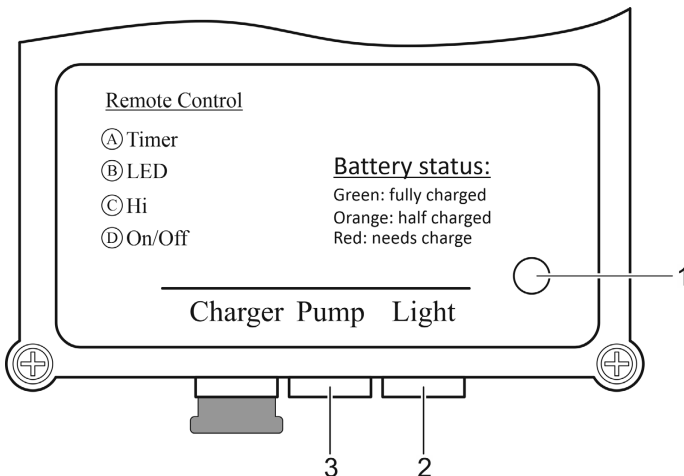 Remote Control
Ⓐ Timer
Ⓑ LED
Ⓒ Hi
Ⓓ On/Off
Battery status:
Green: fully charged
Orange: half charged
Red: needs charge
1
Charger Pump Light
3 2